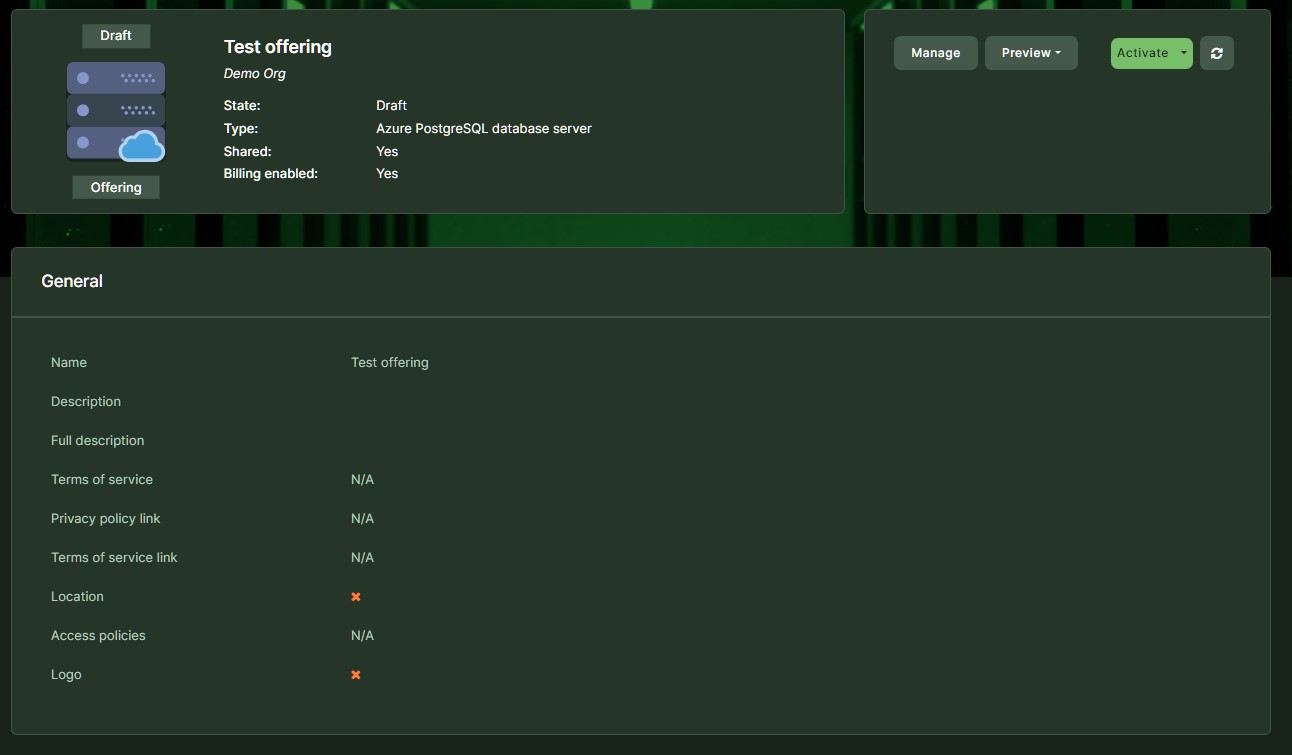 Draft
Offering
Test offering
Demo Org
State: Draft
Type: Azure PostgreSQL database server
Shared: Yes
Billing enabled: Yes
Manage
Preview
Activate
General
Name Test offering
Description
Full description
Terms of service N/A
Privacy policy link N/A
Terms of service link N/A
Location
Access policies N/A
Logo